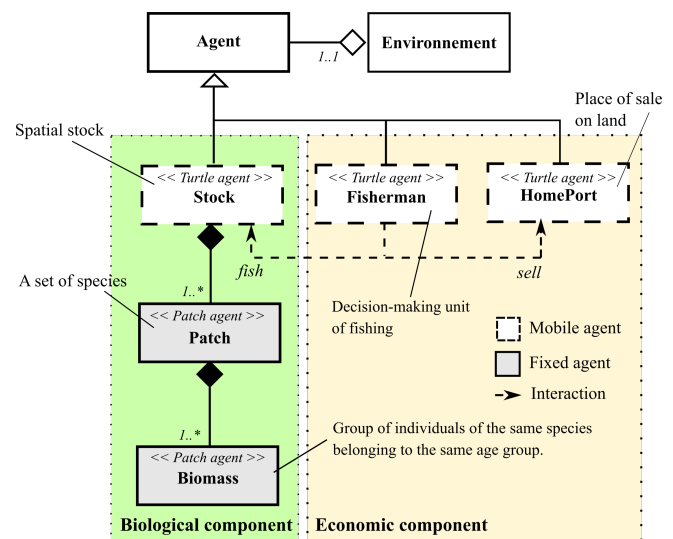 Agent
1..1
Environnement
Place of sale
on land
Spatial stock
<< Turtle agent >>
Stock
<< Turtle agent >>
Fisherman
<< Turtle agent >>
HomePort
fish
sell
A set of species
1..*
<< Patch agent >>
Patch
Decision-making unit
of fishing
Mobile agent
Fixed agent
Interaction
1..*
<< Patch agent >>
Biomass
Group of individuals of the same species
belonging to the same age group.
Biological component
Economic component